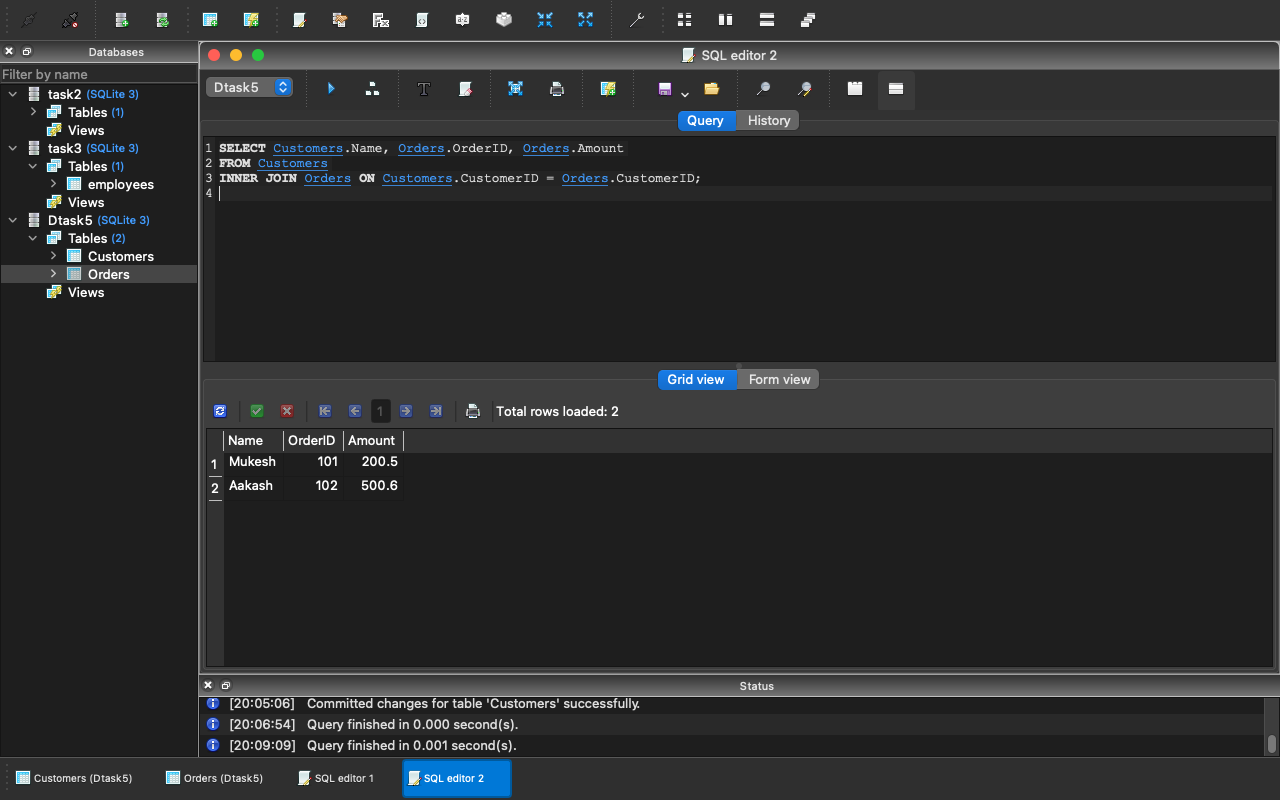 SQL editor 2
Databases
Filter by name
task2 (SQLite 3)
Tables (1)
Views
task3 (SQLite 3)
Tables (1)
employees
Views
Dtask5 (SQLite 3)
Tables (2)
Customers
Orders
Views
Dtask5
Query History
1 SELECT Customers.Name, Orders.OrderID, Orders.Amount
2 FROM Customers
3 INNER JOIN Orders ON Customers.CustomerID = Orders.CustomerID;
4
Grid view Form view
1 Total rows loaded: 2
Name OrderID Amount
1 Mukesh 101 200.5
2 Aakash 102 500.6
Status
[20:05:06] Committed changes for table 'Customers' successfully.
[20:06:54] Query finished in 0.000 second(s).
[20:09:09] Query finished in 0.001 second(s).
Customers (Dtask5) Orders (Dtask5) SQL editor 1 SQL editor 2